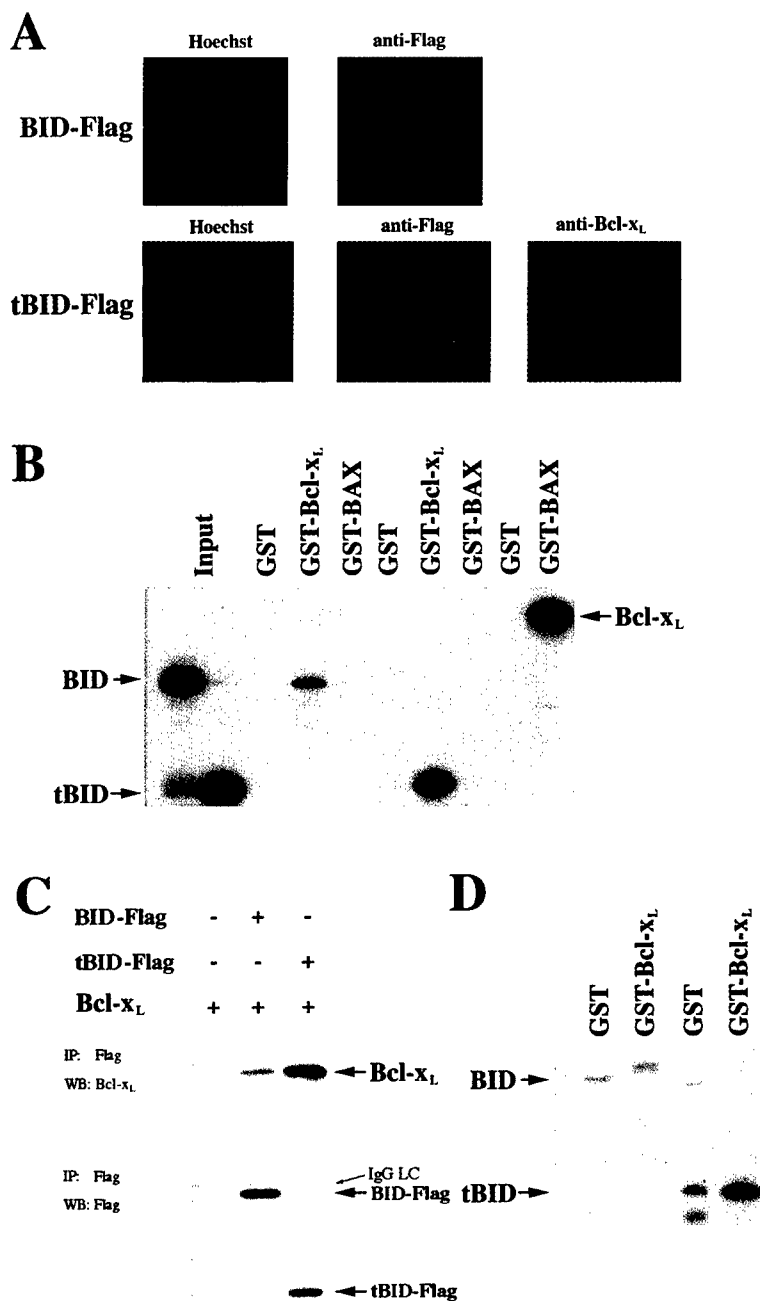 A
Hoechst anti-Flag
BID-Flag
Hoechst anti-Flag anti-Bcl-xL
tBID-Flag
B
Input GST GST-Bcl-xL GST-BAX GST GST-Bcl-xL GST-BAX GST GST-BAX
Bcl-xL
BID
tBID
C
BID-Flag - + -
tBID-Flag - - +
Bcl-xL + + +
IP: Flag
WB: Bcl-xL
Bcl-xL
IP: Flag
WB: Flag
IgG LC
BID-Flag
tBID-Flag
D
GST GST-Bcl-xL GST GST-Bcl-xL
BID
tBID